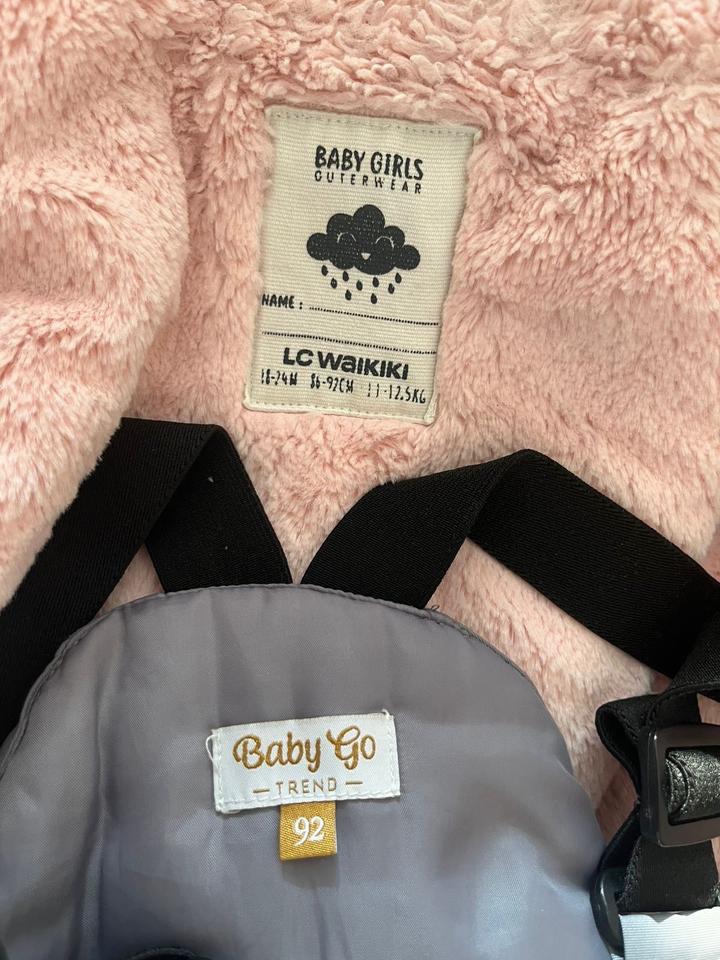 BABY GIRLS
OUTERWEAR
NAME :
LC WAIKIKI
18-24M 86-92CM 11-12.5KG
Baby Go
— TREND —
92